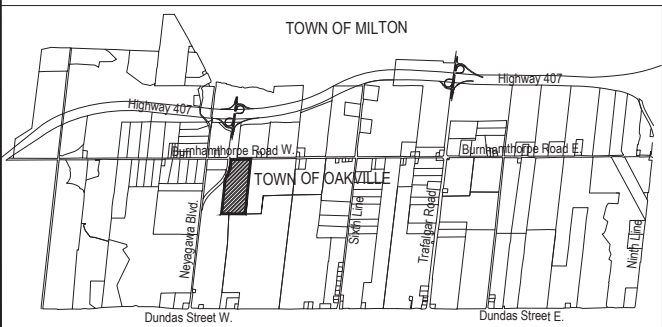 TOWN OF MILTON
Highway 407
Highway 407
Burnhamthorpe Road W.
Burnhamthorpe Road E.
TOWN OF OAKVILLE
Neyagawa Blvd.
Sixth Line
Trafalgar Road
Ninth Line
Dundas Street W.
Dundas Street E.